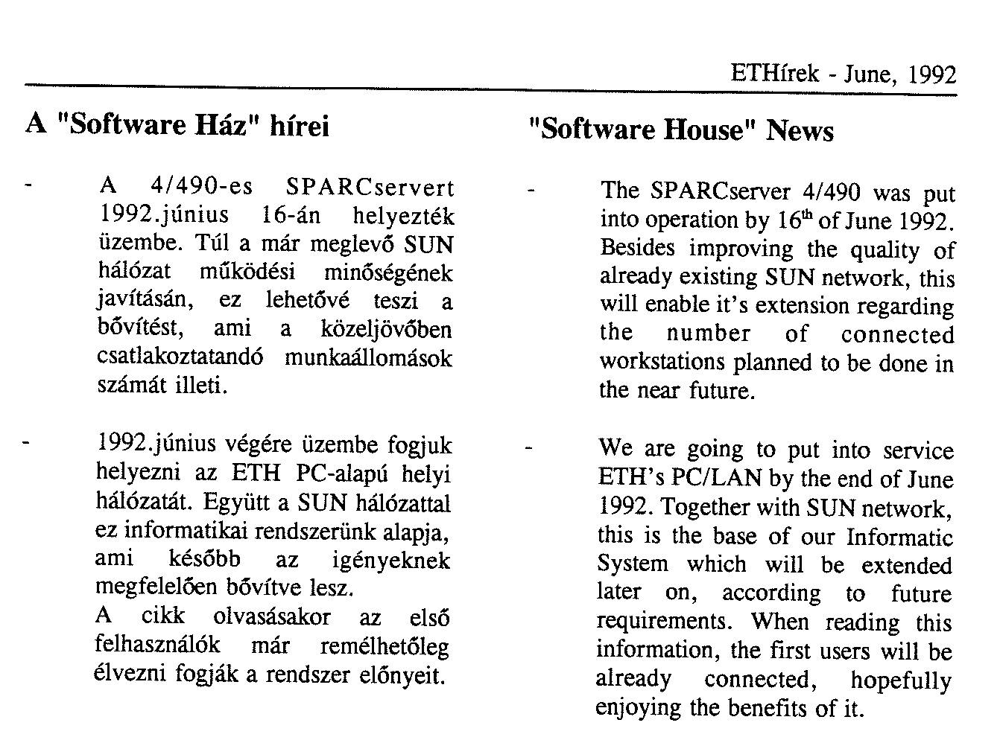 ETHírek - June, 1992
A "Software Ház" hírei
- A 4/490-es SPARCservert
1992.június 16-án helyezték
üzembe. Túl a már meglevő SUN
hálózat működési minőségének
javításán, ez lehetővé teszi a
bővítést, ami a közeljövőben
csatlakoztatandó munkaállomások
számát illeti.
- 1992.június végére üzembe fogjuk
helyezni az ETH PC-alapú helyi
hálózatát. Együtt a SUN hálózattal
ez informatikai rendszerünk alapja,
ami később az igényeknek
megfelelően bővítve lesz.
A cikk olvasásakor az első
felhasználók már remélhetőleg
élvezni fogják a rendszer előnyeit.
"Software House" News
- The SPARCserver 4/490 was put
into operation by 16th of June 1992.
Besides improving the quality of
already existing SUN network, this
will enable it's extension regarding
the number of connected
workstations planned to be done in
the near future.
- We are going to put into service
ETH's PC/LAN by the end of June
1992. Together with SUN network,
this is the base of our Informatic
System which will be extended
later on, according to future
requirements. When reading this
information, the first users will be
already connected, hopefully
enjoying the benefits of it.